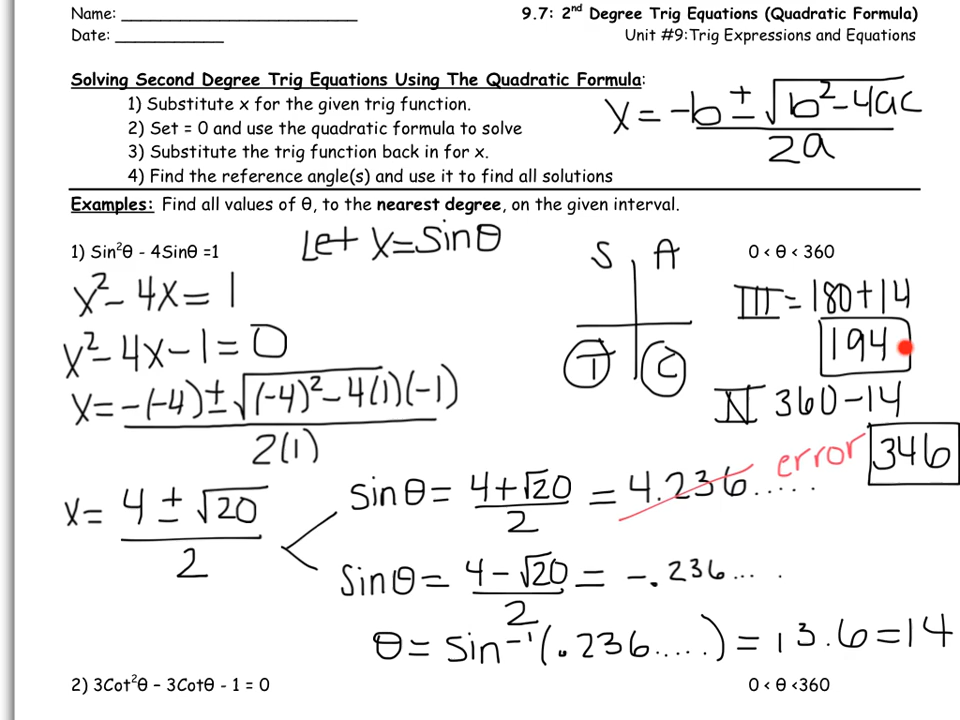 Name: ____________________ 9.7: 2nd Degree Trig Equations (Quadratic Formula)
Date: ____________ Unit #9:Trig Expressions and Equations
Solving Second Degree Trig Equations Using The Quadratic Formula:
1) Substitute x for the given trig function.
2) Set = 0 and use the quadratic formula to solve
3) Substitute the trig function back in for x.
4) Find the reference angle(s) and use it to find all solutions
x = -b ± √(b² - 4ac) / 2a
Examples: Find all values of θ, to the nearest degree, on the given interval.
1) Sin²θ - 4Sinθ =1 Let x=Sinθ 0 < θ < 360
S A
T C
x² - 4x = 1
x² - 4x - 1 = 0
x = -(-4) ± √((-4)² - 4(1)(-1)) / 2(1)
III = 180+14
194
IV 360-14
346
x = 4 ± √20 / 2
sinθ = 4+√20 / 2 = 4.236..... error
Sinθ = 4-√20 / 2 = -.236... .
θ = Sin⁻¹(.236.....) = 13.6 = 14
2) 3Cot²θ – 3Cotθ - 1 = 0 0 < θ <360